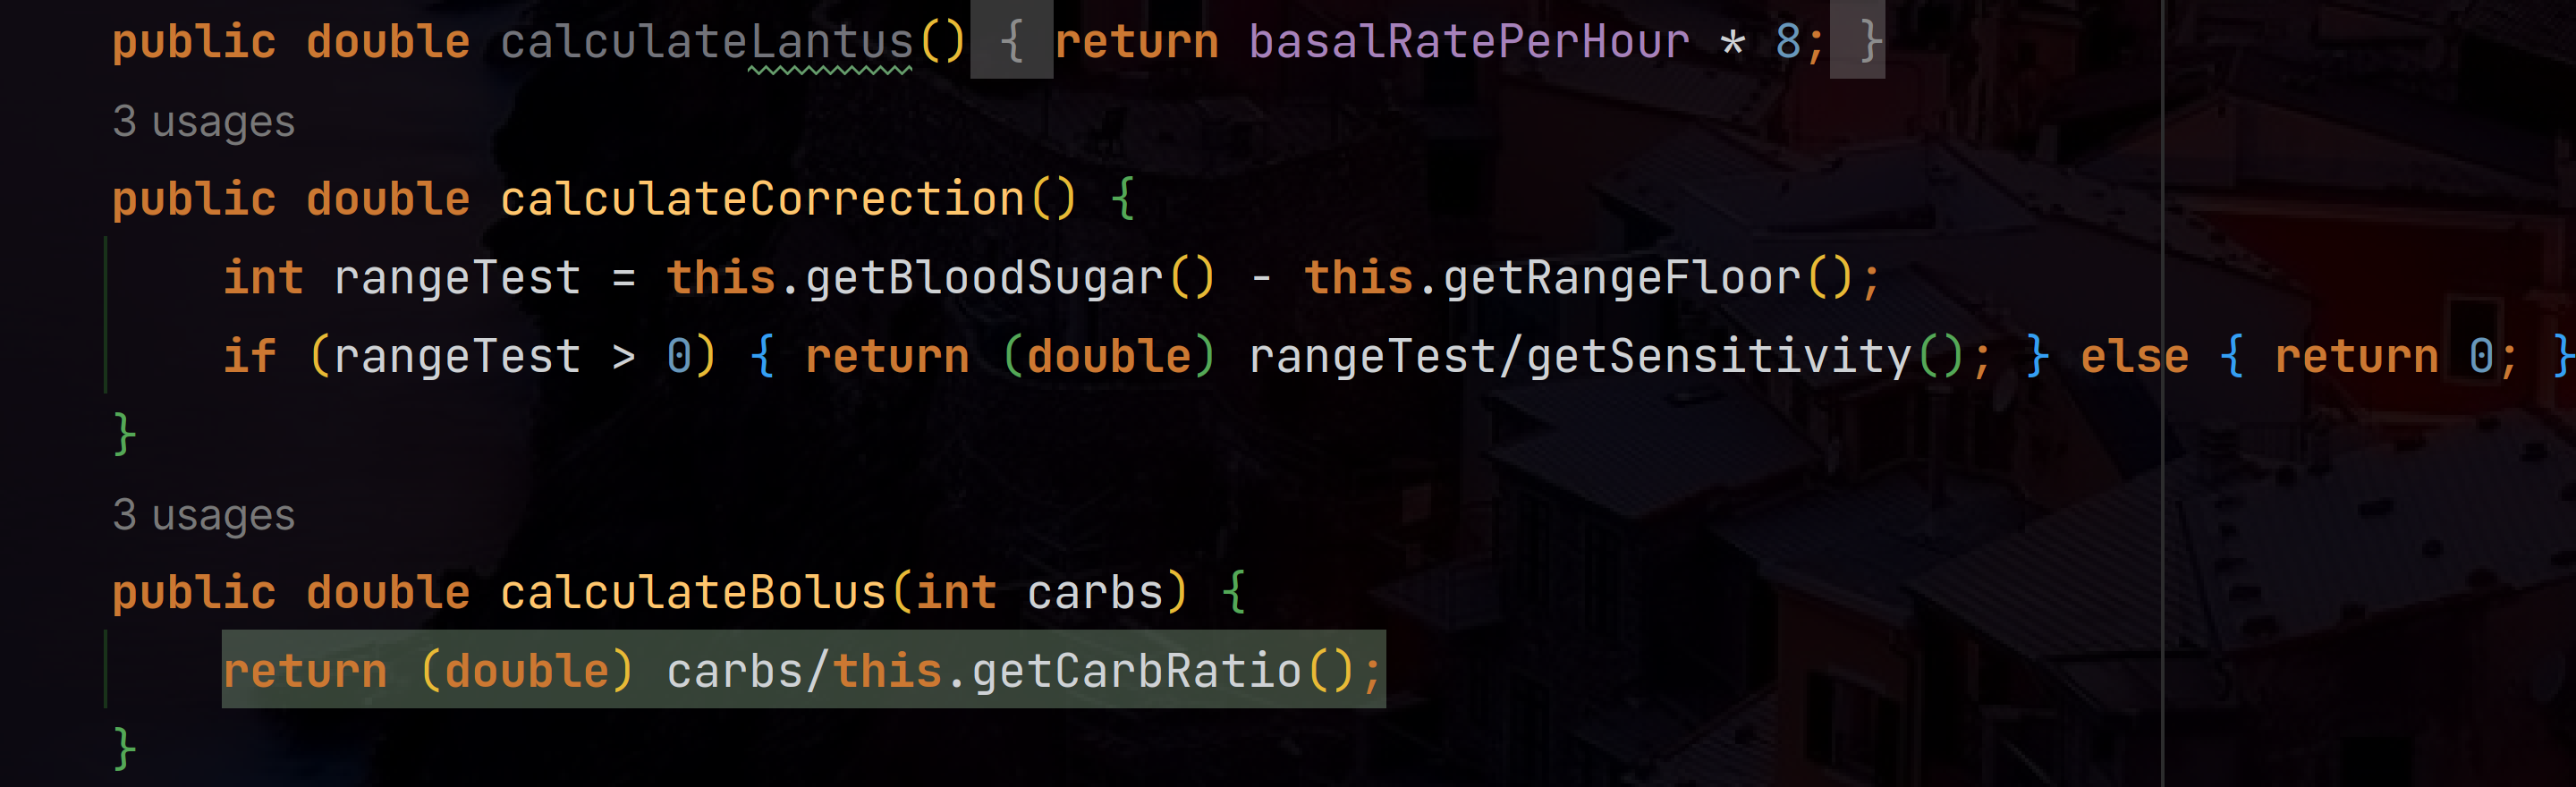 public double calculateLantus() { return basalRatePerHour * 8; }
3 usages
public double calculateCorrection() {
int rangeTest = this.getBloodSugar() - this.getRangeFloor();
if (rangeTest > 0) { return (double) rangeTest/getSensitivity(); } else { return 0; }
}
3 usages
public double calculateBolus(int carbs) {
return (double) carbs/this.getCarbRatio();
}